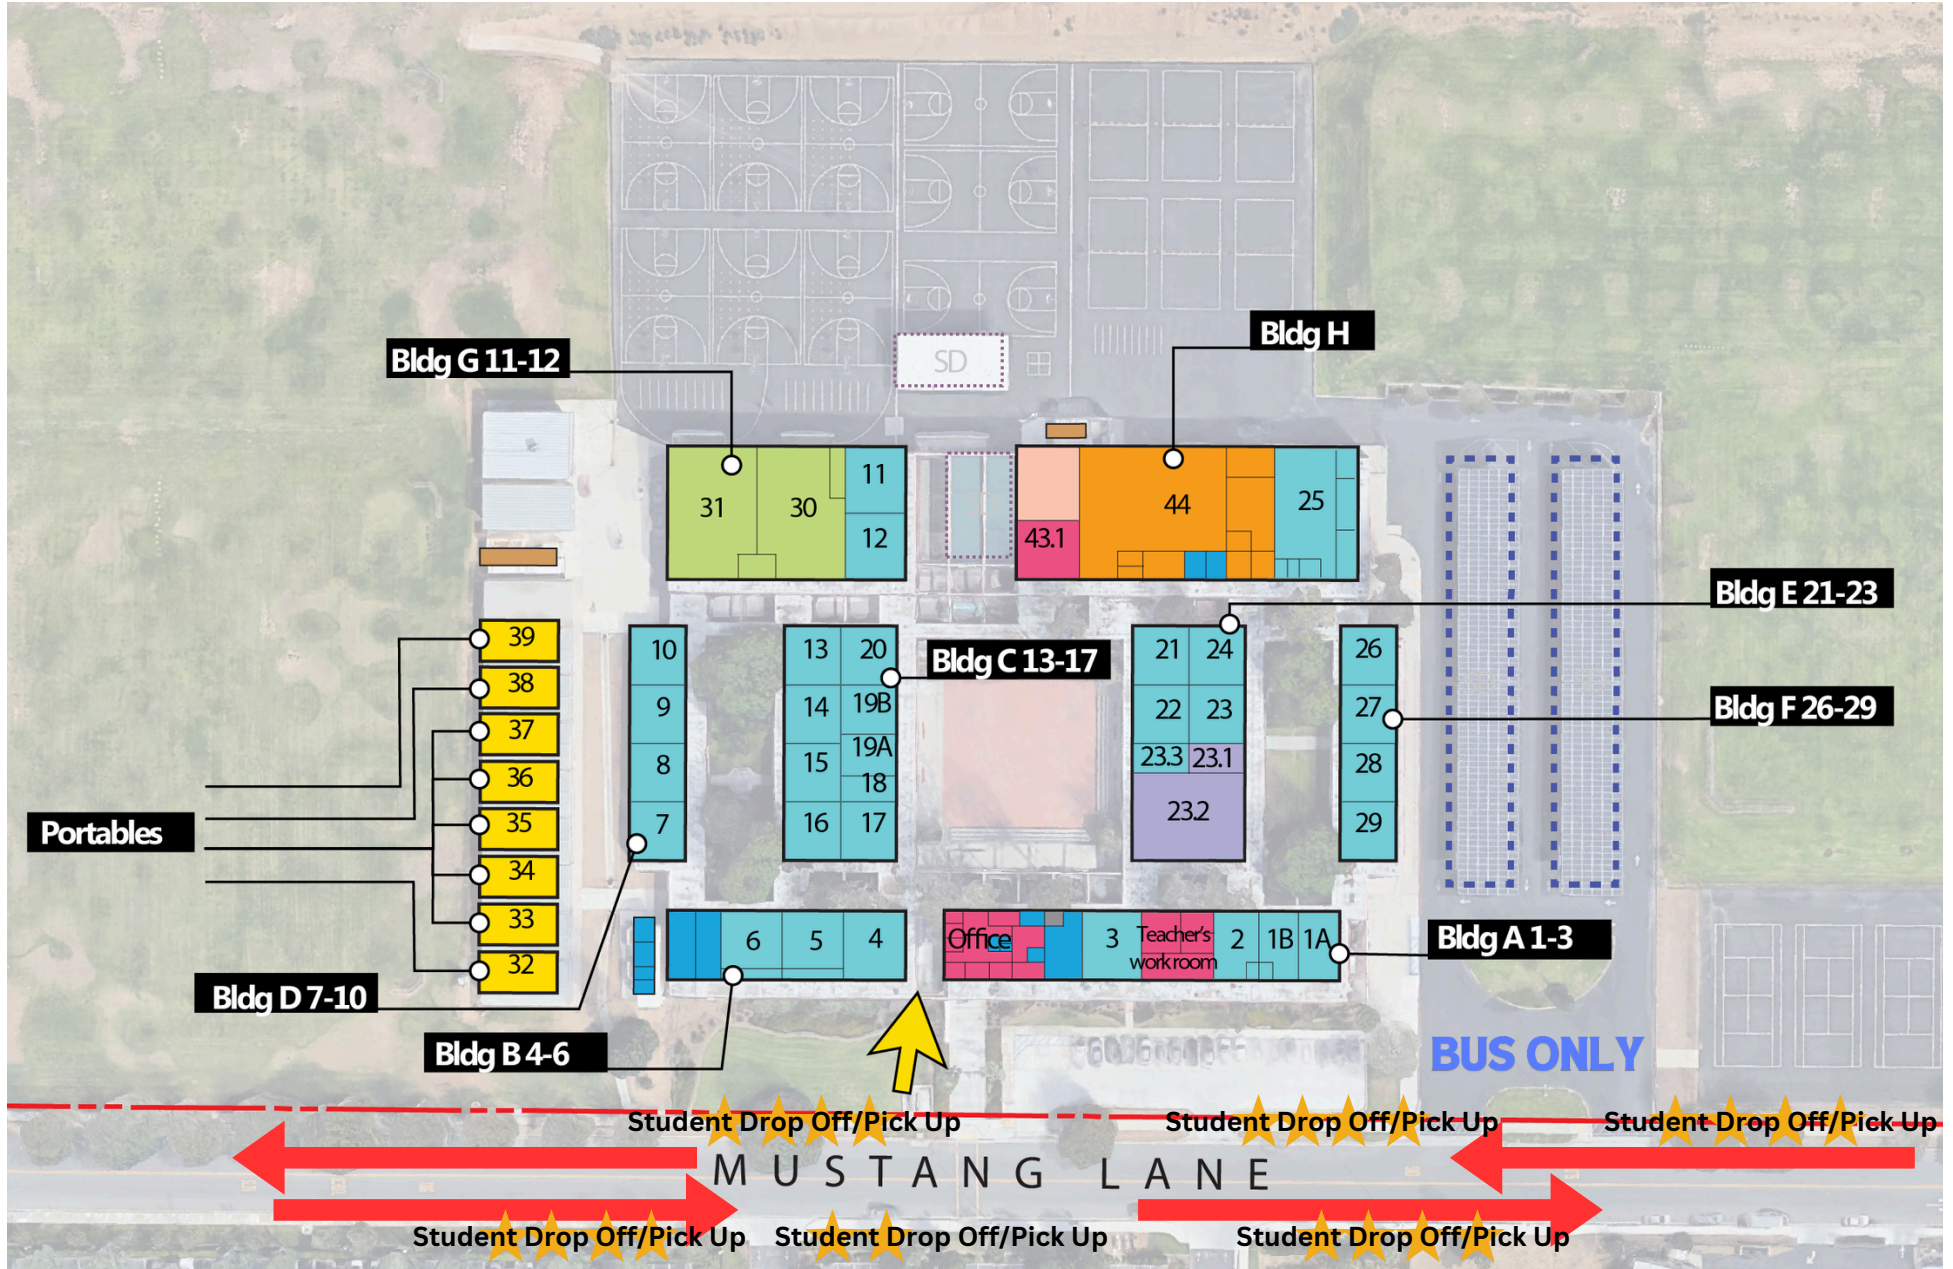 Bldg H
Bldg G 11-12
SD
11
31
30
12
44
25
43.1
Bldg E 21-23
39
38
37
36
35
34
33
32
Portables
10
9
8
7
13
20
14
19B
19A
15
18
16
17
Bldg C 13-17
21
24
22
23
23.3
23.1
23.2
26
27
28
29
Bldg F 26-29
6
5
4
Office
3
Teacher's
work room
2
1B
1A
Bldg A 1-3
Bldg D 7-10
Bldg B 4-6
BUS ONLY
Student Drop Off/Pick Up
Student Drop Off/Pick Up
Student Drop Off/Pick Up
MUSTANG LANE
Student Drop Off/Pick Up
Student Drop Off/Pick Up
Student Drop Off/Pick Up